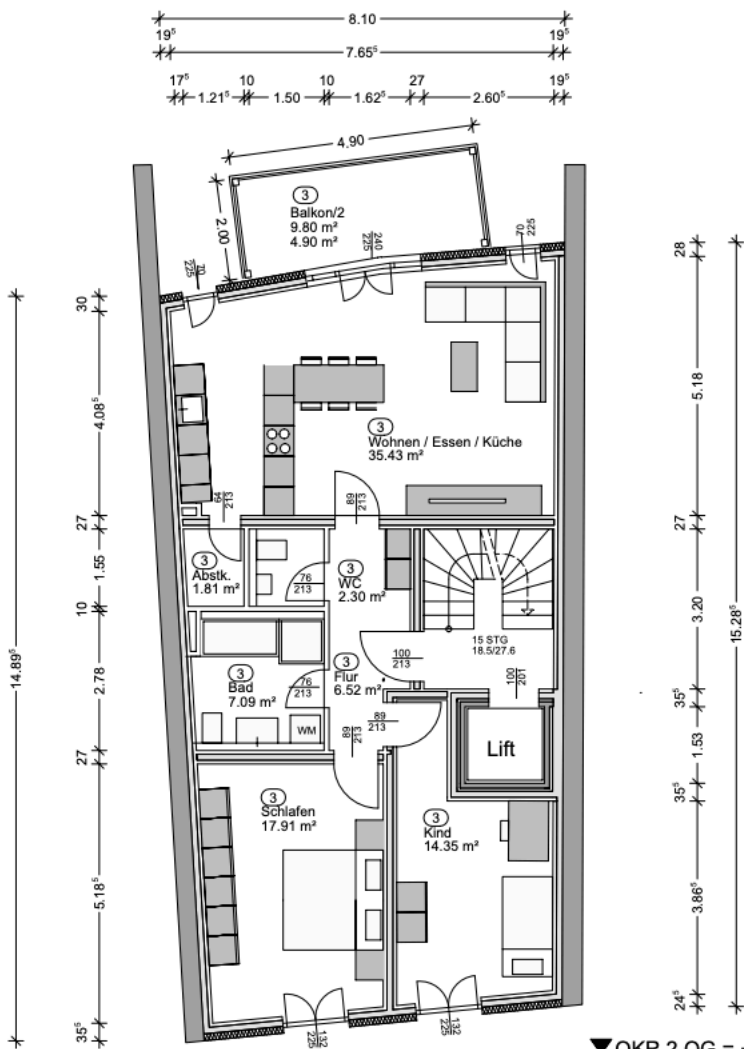 8.10
19⁵ 19⁵
7.65⁵
17⁵ 10 10 27 19⁵
1.21⁵ 1.50 1.62⁵ 2.60⁵
4.90
2.00
3
Balkon/2
9.80 m²
4.90 m²
70
225
240
225
70
225
3
Wohnen / Essen / Küche
35.43 m²
64
213
89
213
3
Abstk.
1.81 m²
76
213
3
WC
2.30 m²
15 STG
18.5/27.6
100
213
100
201
3
Flur
6.52 m²
3
Bad
7.09 m²
76
213
WM
89
213
89
213
Lift
3
Schlafen
17.91 m²
3
Kind
14.35 m²
132
225
132
225
14.89⁵
30
4.08⁵
27
1.55
10
2.78
27
5.18⁵
35⁵
28
5.18
27
3.20
35⁵
1.53
35⁵
3.86⁵
24⁵
15.28⁵